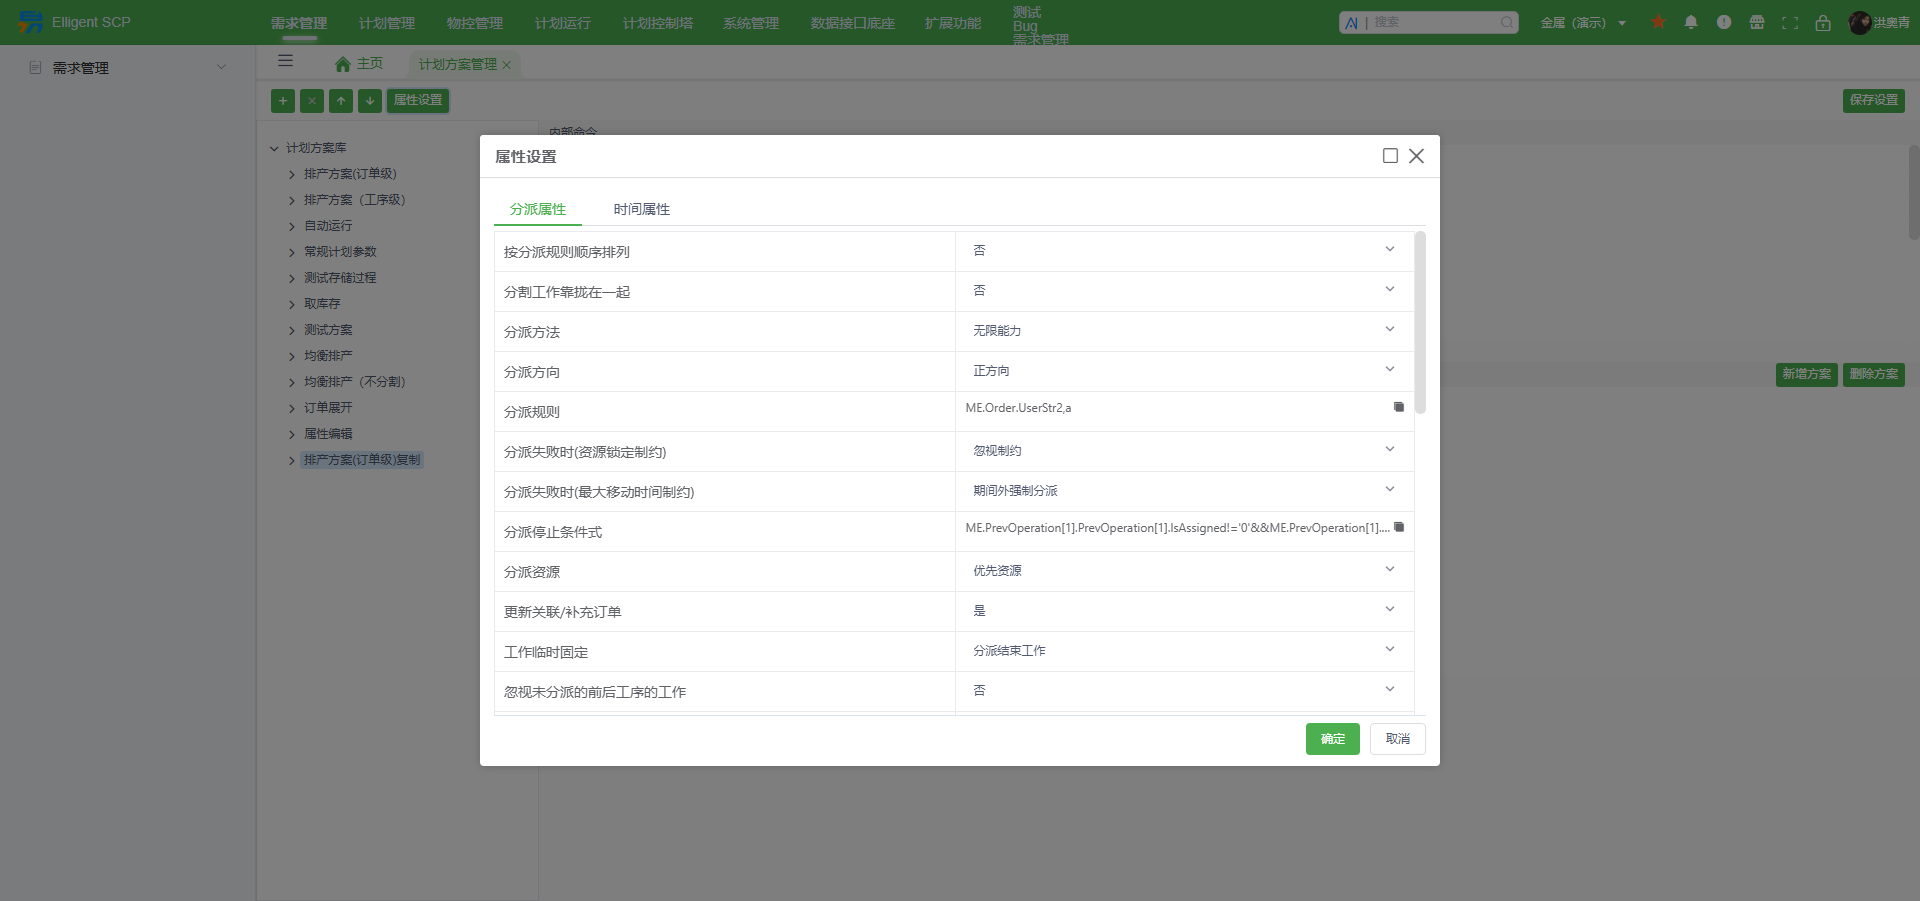 Elligent SCP
需求管理
计划管理
物控管理
计划运行
计划控制塔
系统管理
数据接口底座
扩展功能
测试
Bug
需求管理
AI | 搜索
金属（演示）
洪奥青
需求管理
主页
计划方案管理
属性设置
保存设置
计划方案库
排产方案(订单级)
排产方案（工序级）
自动运行
常规计划参数
测试存储过程
取库存
测试方案
均衡排产
均衡排产（不分割）
订单展开
属性编辑
排产方案(订单级)复制
内部命令
新增方案
删除方案
属性设置
分派属性
时间属性
按分派规则顺序排列 否
分割工作靠拢在一起 否
分派方法 无限能力
分派方向 正方向
分派规则 ME.Order.UserStr2,a
分派失败时(资源锁定制约) 忽视制约
分派失败时(最大移动时间制约) 期间外强制分派
分派停止条件式 ME.PrevOperation[1].PrevOperation[1].IsAssigned!='0'&&ME.PrevOperation[1]....
分派资源 优先资源
更新关联/补充订单 是
工作临时固定 分派结束工作
忽视未分派的前后工序的工作 否
确定
取消